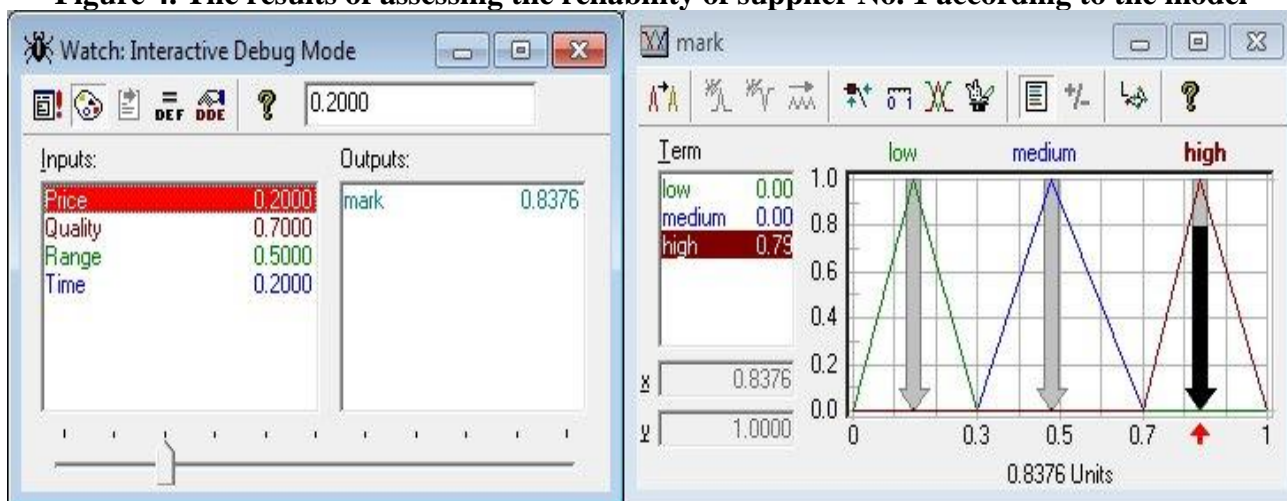 Figure 4. The results of assessing the reliability of supplier No. 1 according to the model
Watch: Interactive Debug Mode
DEF DDE ? 0.2000
Inputs:
Price 0.2000
Quality 0.7000
Range 0.5000
Time 0.2000
Outputs:
mark 0.8376
mark
0 1 +/- ?
Term
low 0.00
medium 0.00
high 0.79
x 0.8376
y 1.0000
low medium high
1.0
0.8
0.6
0.4
0.2
0.0
0 0.3 0.5 0.7 1
0.8376 Units